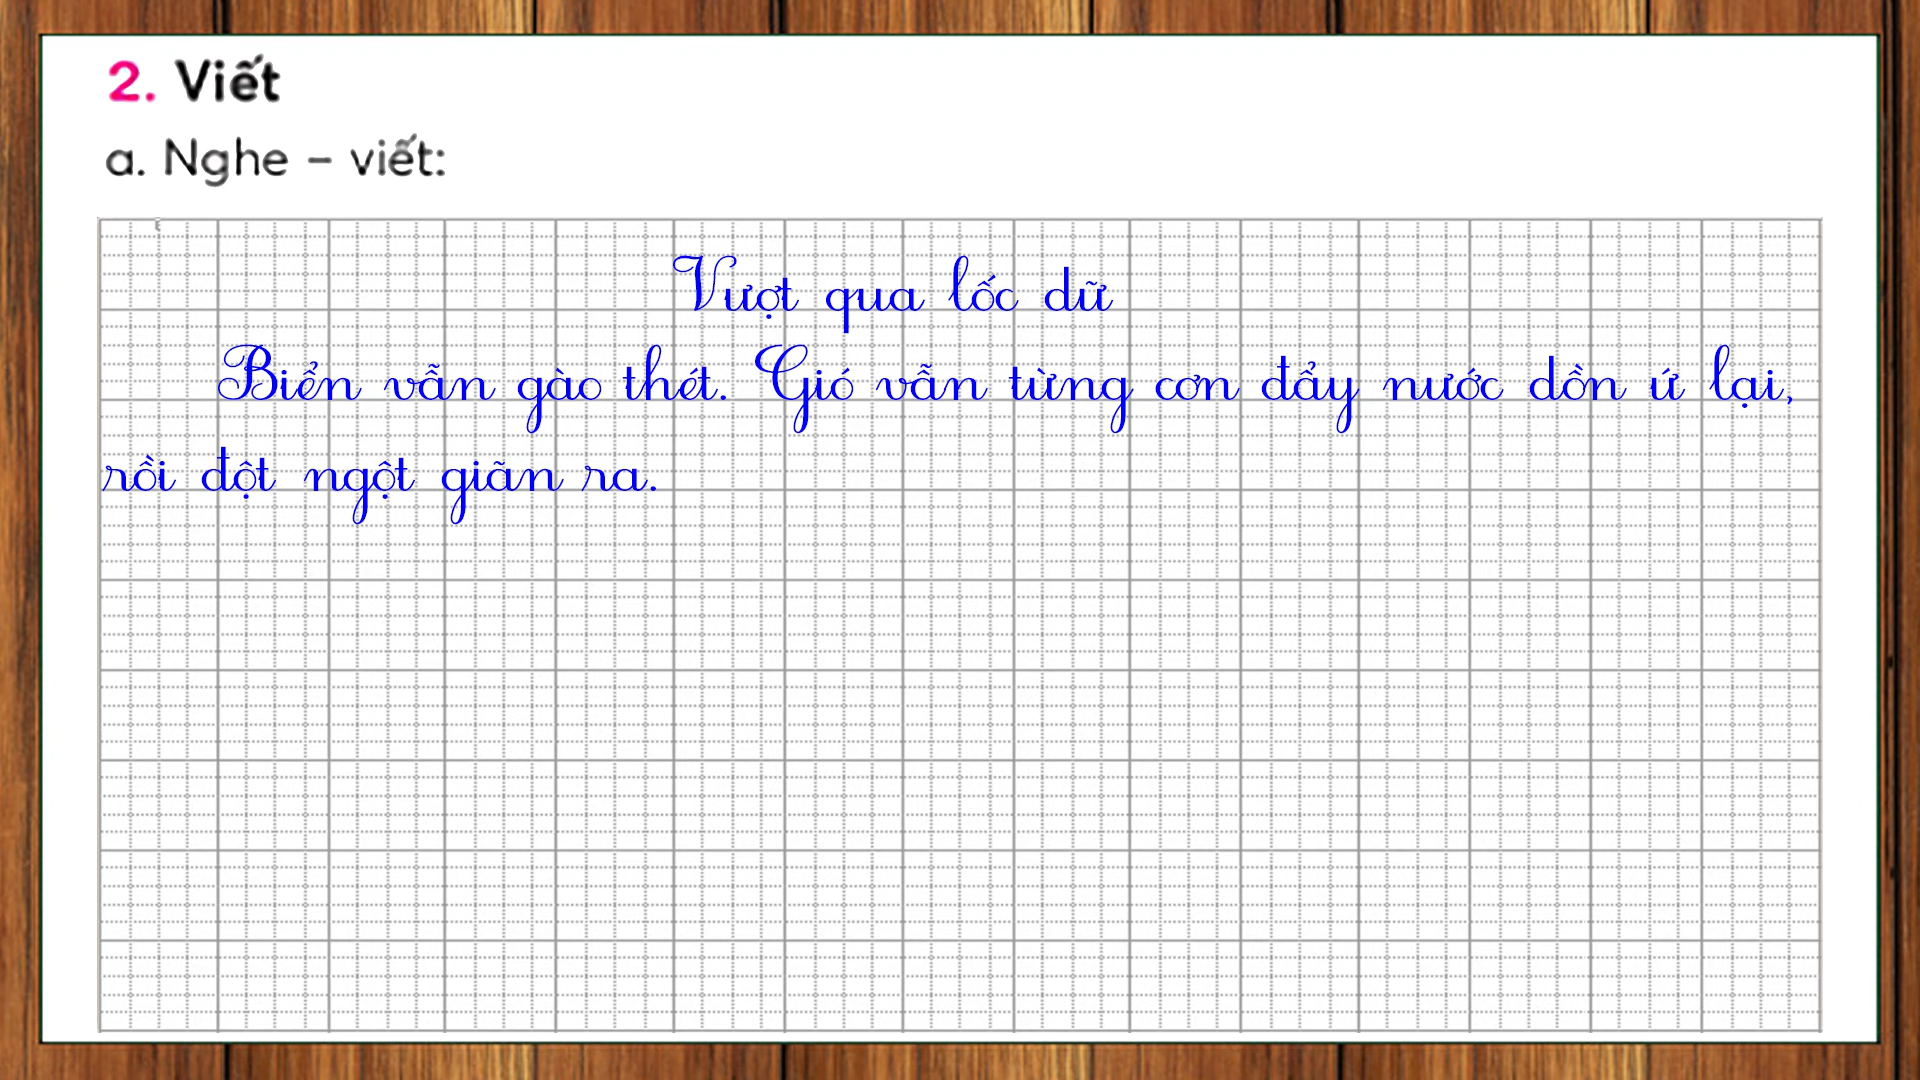 2. Viết
a. Nghe – viết:
Vượt qua lốc dữ
Biển vẫn gào thét. Gió vẫn từng cơn đẩy nước dồn ứ lại,
rồi đột ngột giãn ra.